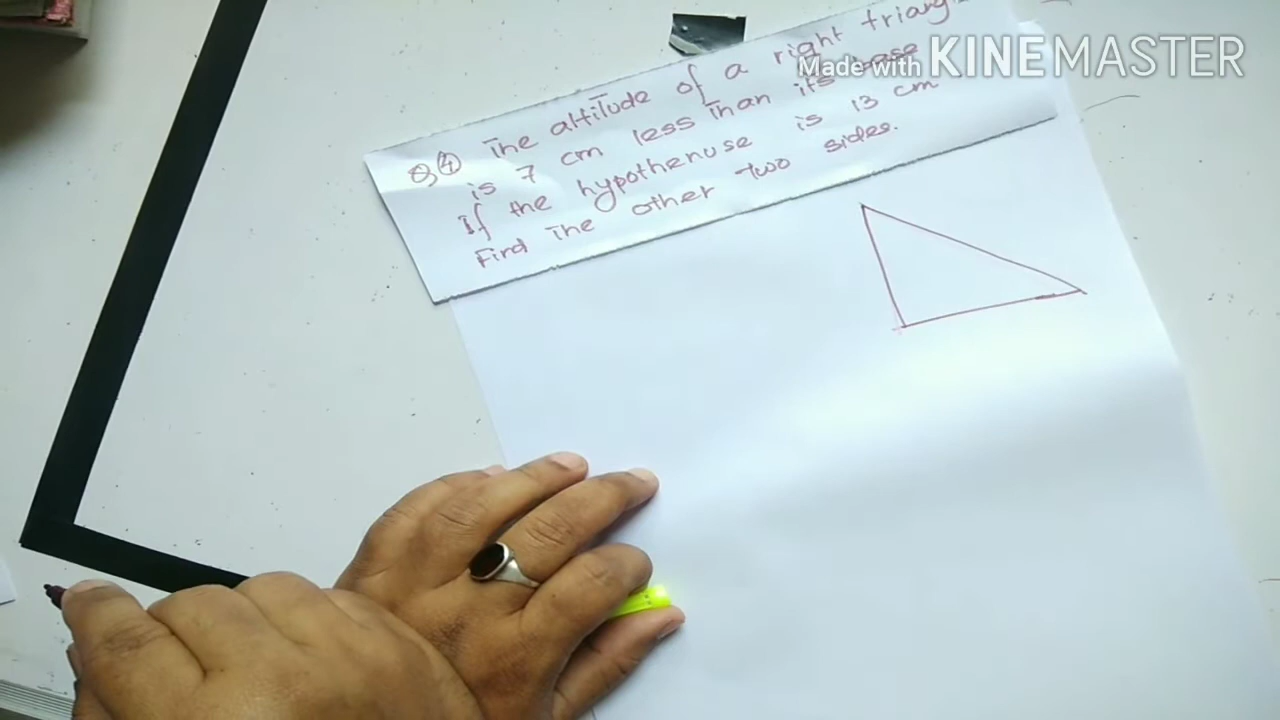 Q,④ The altitude of a right triang
is 7 cm less than its base
If the hypothenuse is 13 cm
Find the other two sides.
Made with KINEMASTER